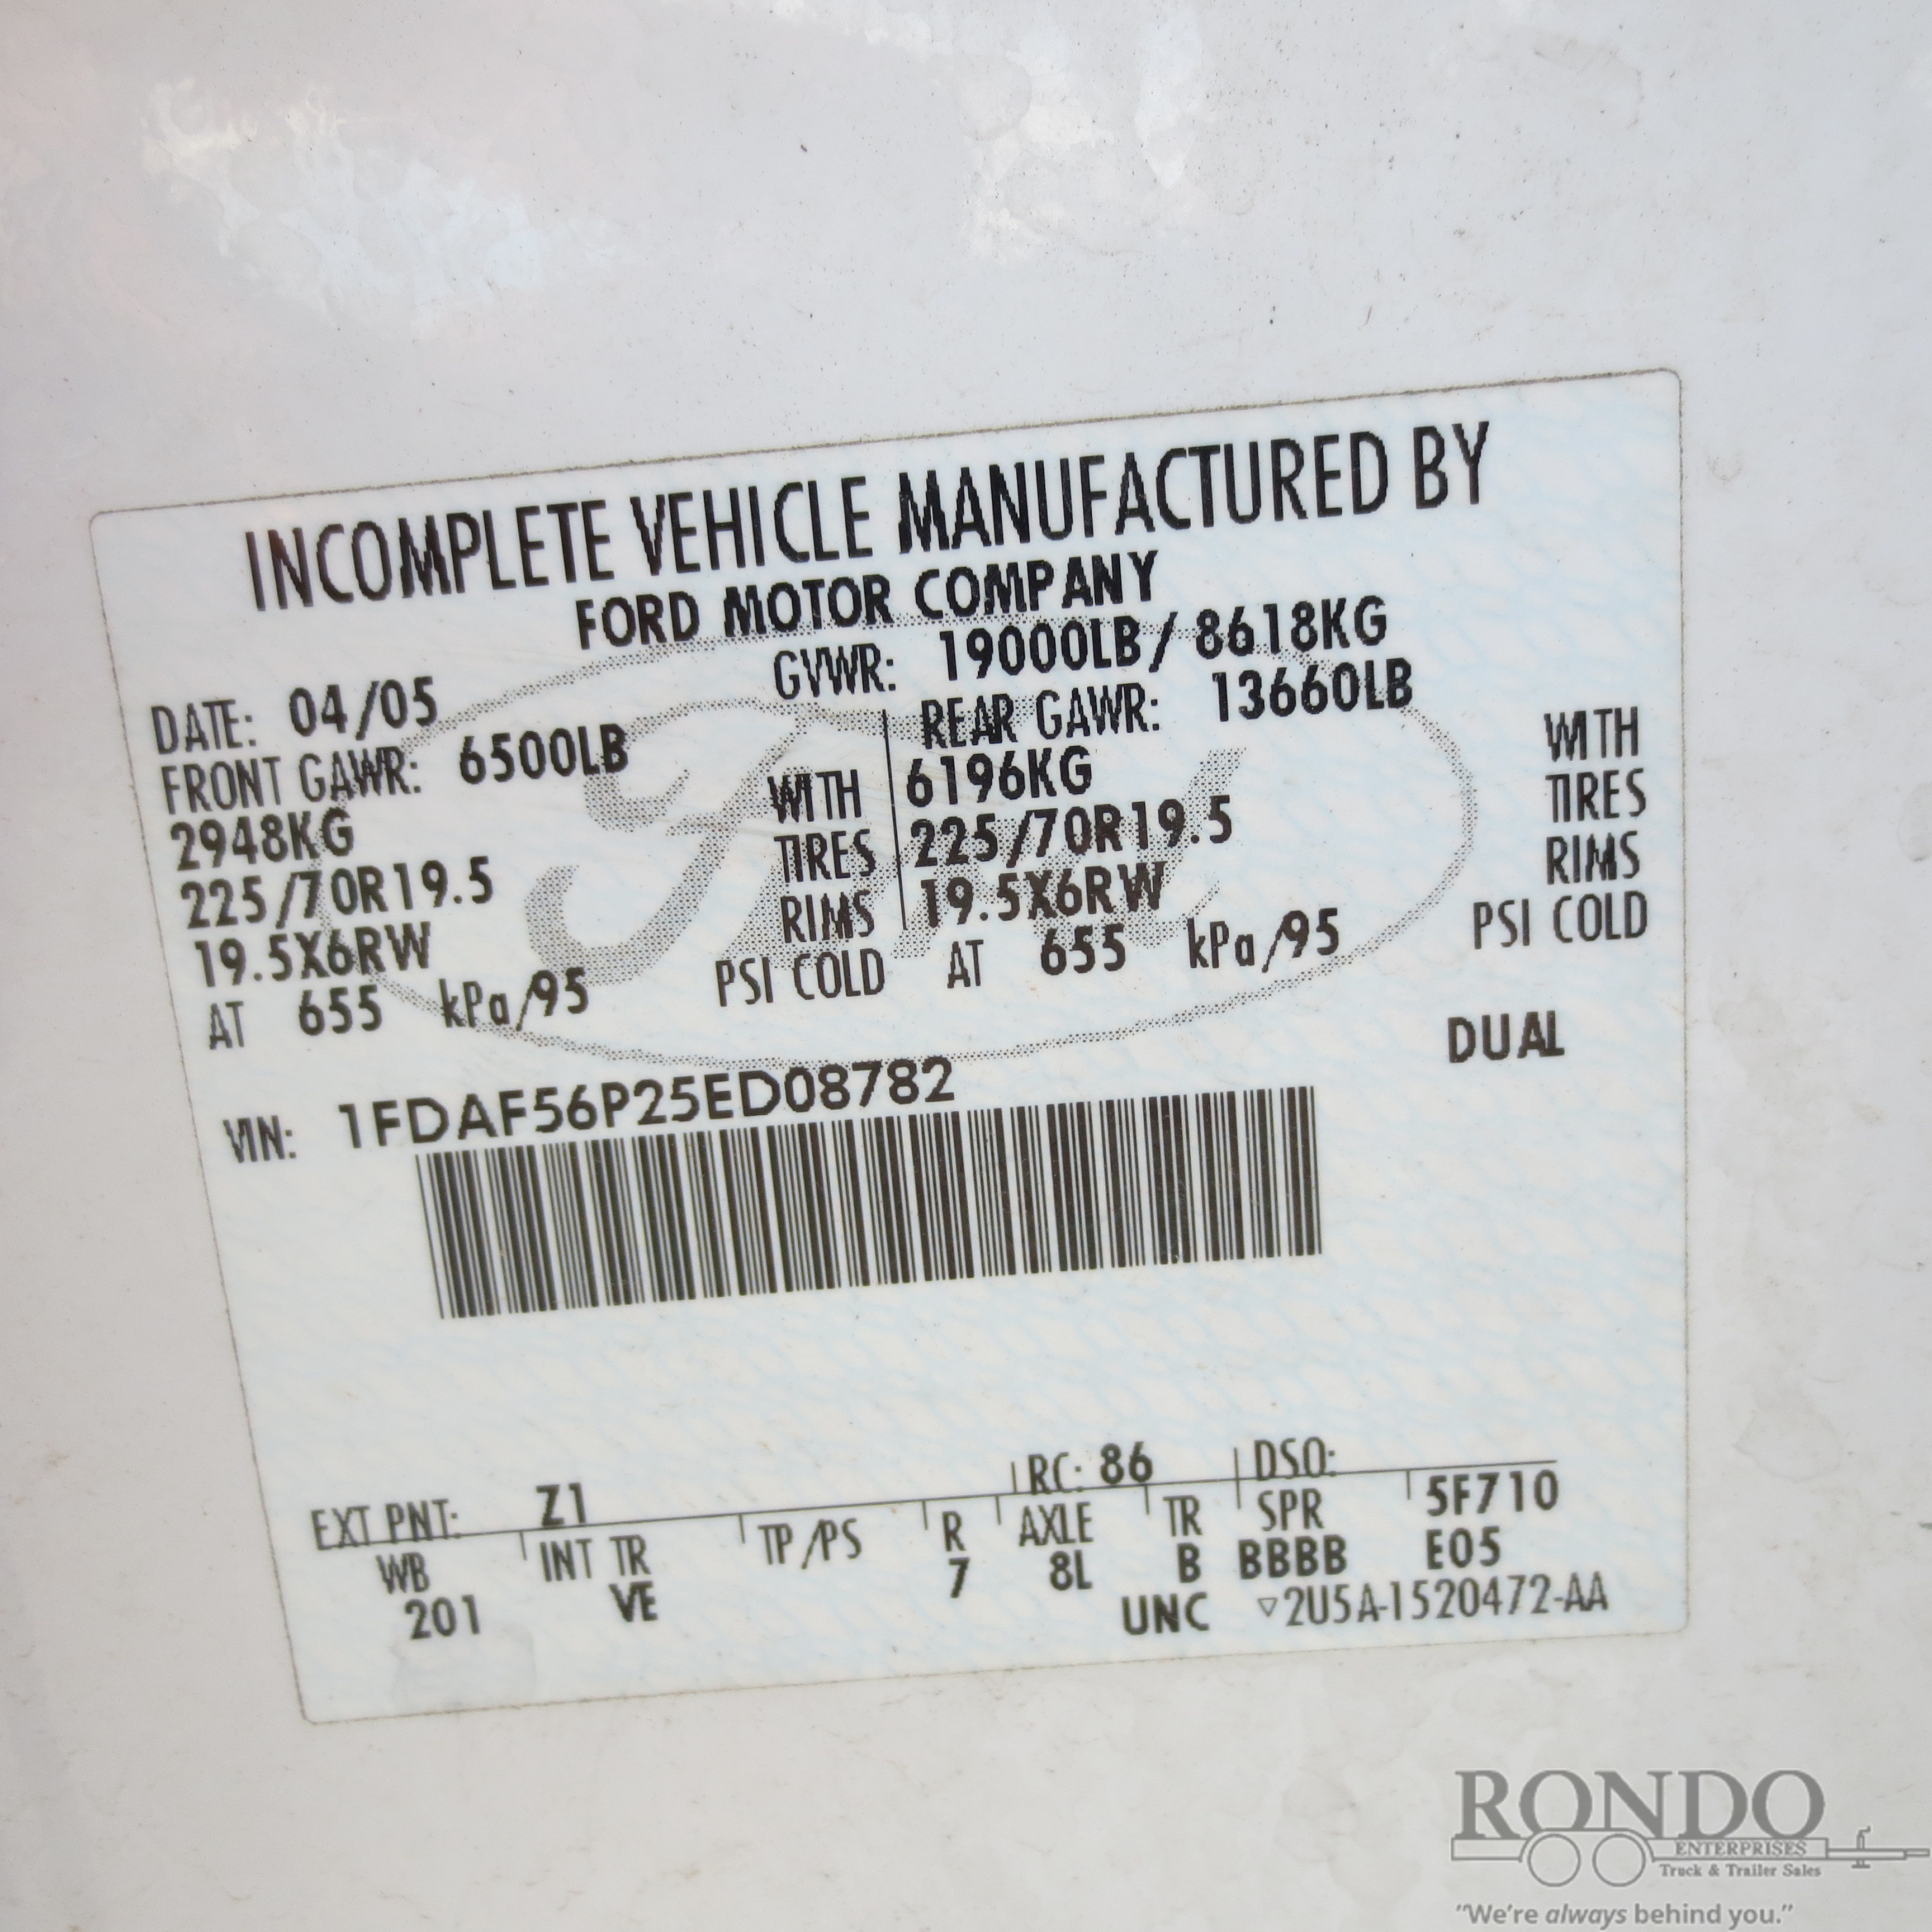 INCOMPLETE VEHICLE MANUFACTURED BY
FORD MOTOR COMPANY
DATE: 04/05 GVWR: 19000LB/ 8618KG
FRONT GAWR: 6500LB REAR GAWR: 13660LB
2948KG WITH 6196KG WITH
225/70R19.5 TIRES 225/70R19.5 TIRES
19.5X6RW RIMS 19.5X6RW RIMS
AT 655 kPa/95 PSI COLD AT 655 kPa/95 PSI COLD
DUAL
VIN: 1FDAF56P25ED08782
EXT PNT: Z1 RC: 86 DSO:
WB INT TR TP/PS R AXLE TR SPR 5F710
201 VE 7 8L B BBBB E05
UNC ▽2U5A-1520472-AA
RONDO
ENTERPRISES
Truck & Trailer Sales
"We're always behind you."